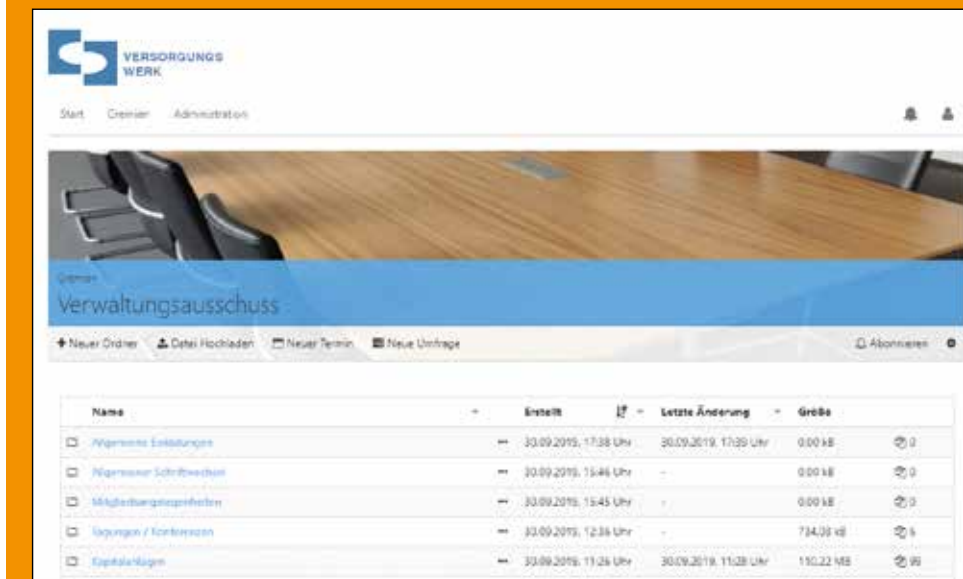 VERSORGUNGS
WERK
Start Gremien Administration
Gremien
Verwaltungsausschuss
Neuer Ordner Datei Hochladen Neuer Termin Neue Umfrage Abonnieren
Name Erstellt Letzte Änderung Größe
Allgemeine Einladungen 30.09.2019, 17:38 Uhr 30.09.2019, 17:39 Uhr 0.00 kB 0
Allgemeiner Schriftwechsel 30.09.2019, 15:46 Uhr - 0.00 kB 0
Mitgliedsangelegenheiten 30.09.2019, 15:45 Uhr - 0.00 kB 0
Tagungen / Konferenzen 30.09.2019, 12:36 Uhr - 734,08 kB 6
Kapitalanlagen 30.09.2019, 11:26 Uhr 30.09.2019, 11:28 Uhr 110,22 MB 96